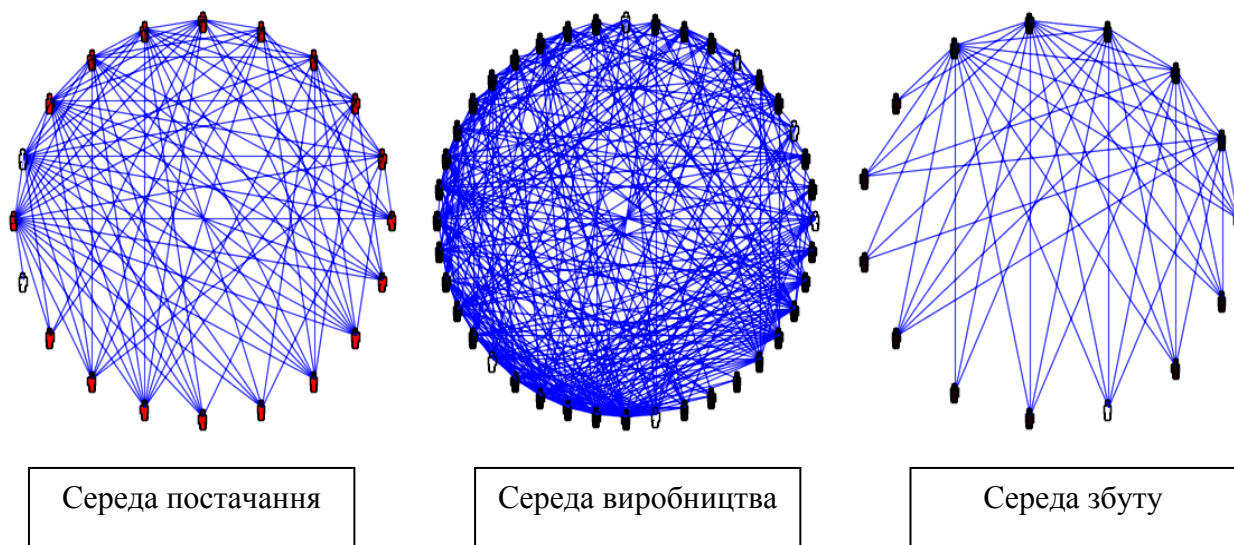 Середа постачання
Середа виробництва
Середа збуту